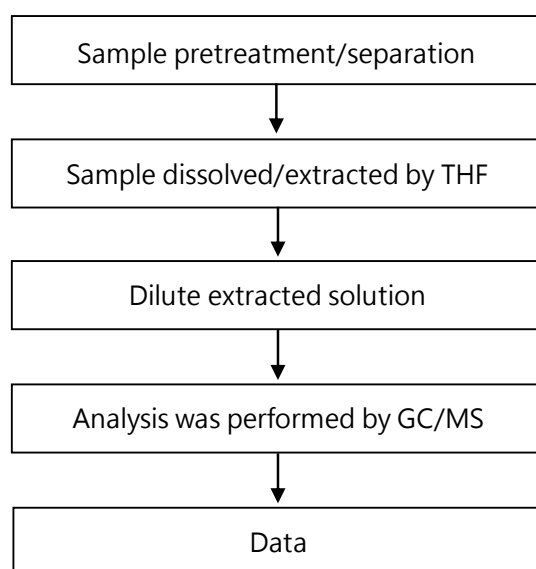 Sample pretreatment/separation
Sample dissolved/extracted by THF
Dilute extracted solution
Analysis was performed by GC/MS
Data